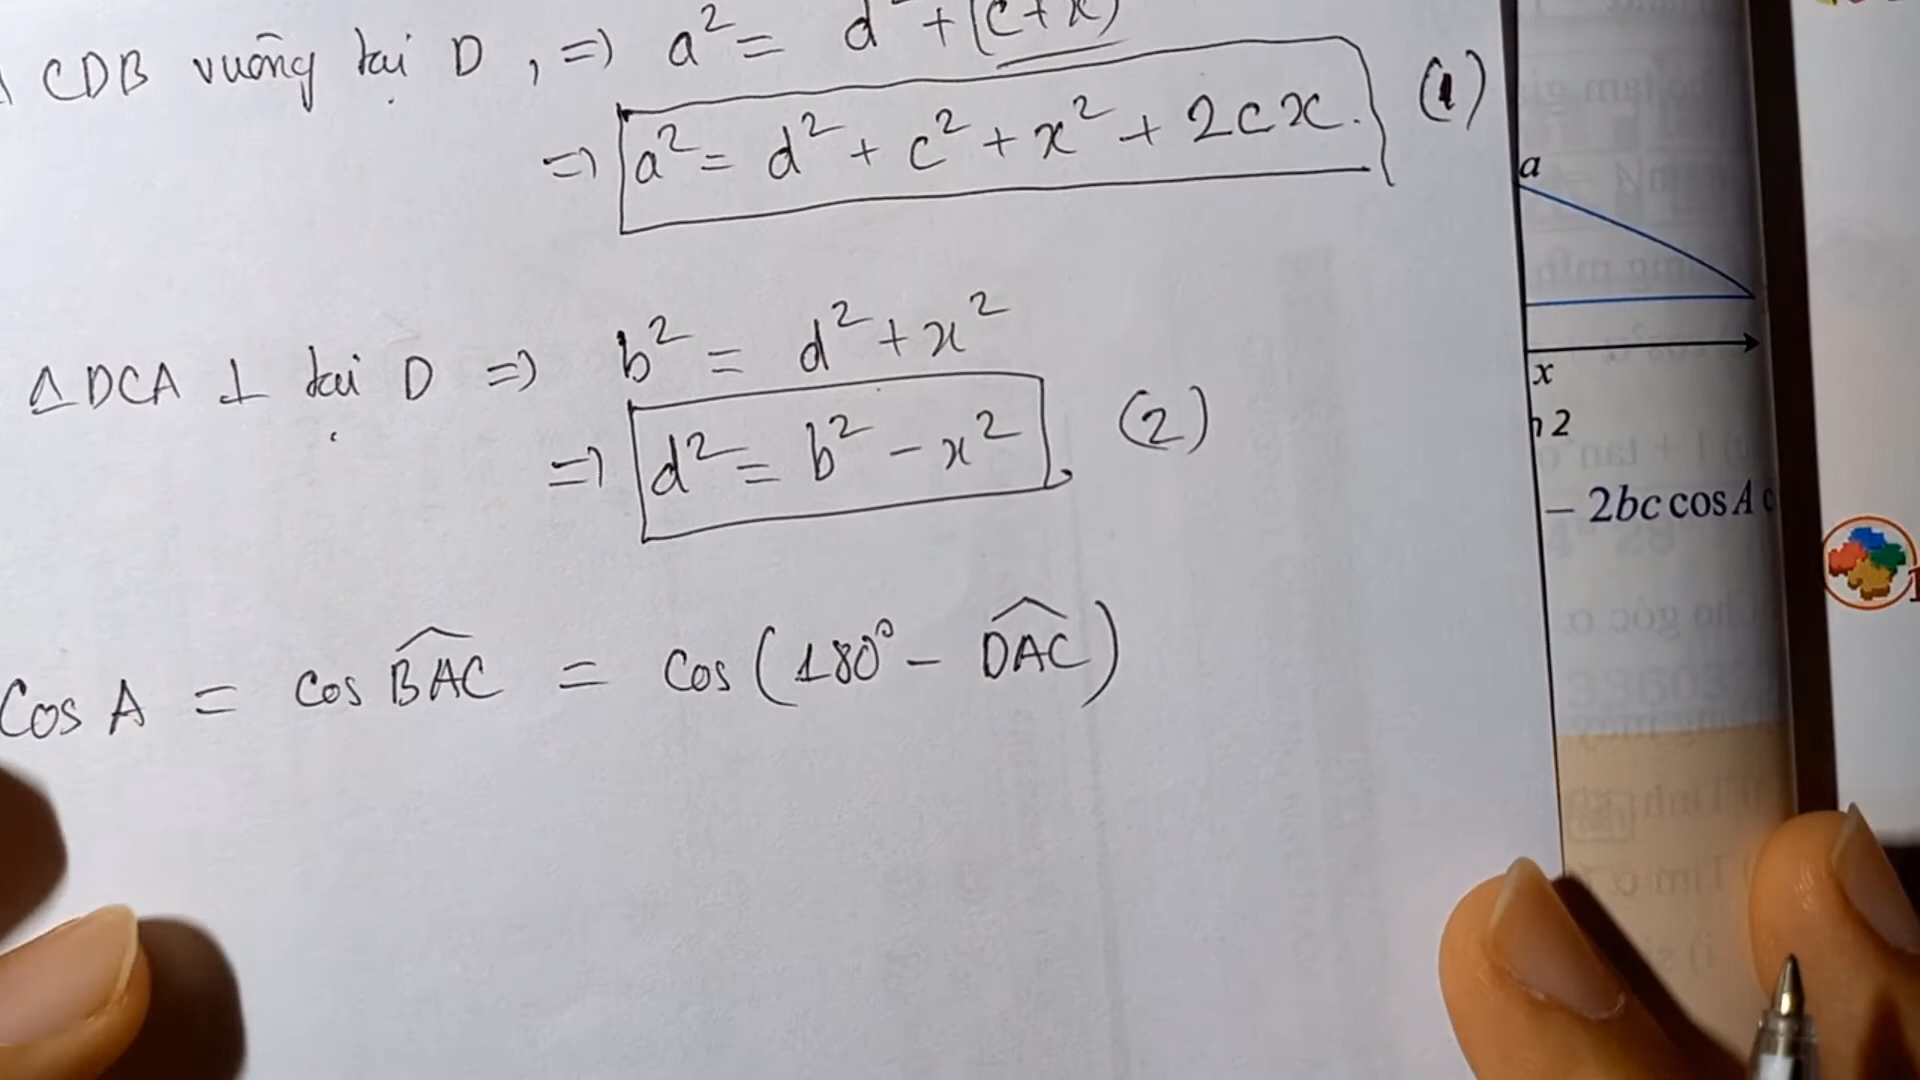 CDB vuông tại D, => a² = d² + (c+x)
=> a² = d² + c² + x² + 2cx. (1)
ΔDCA ⊥ tại D => b² = d² + x²
=> d² = b² - x². (2)
Cos A = cos BAC = cos (180° - DAC)
a
x
2
− 2bc cos A